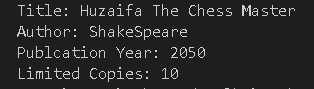 Title: Huzaifa The Chess Master
Author: ShakeSpeare
Publcation Year: 2050
Limited Copies: 10